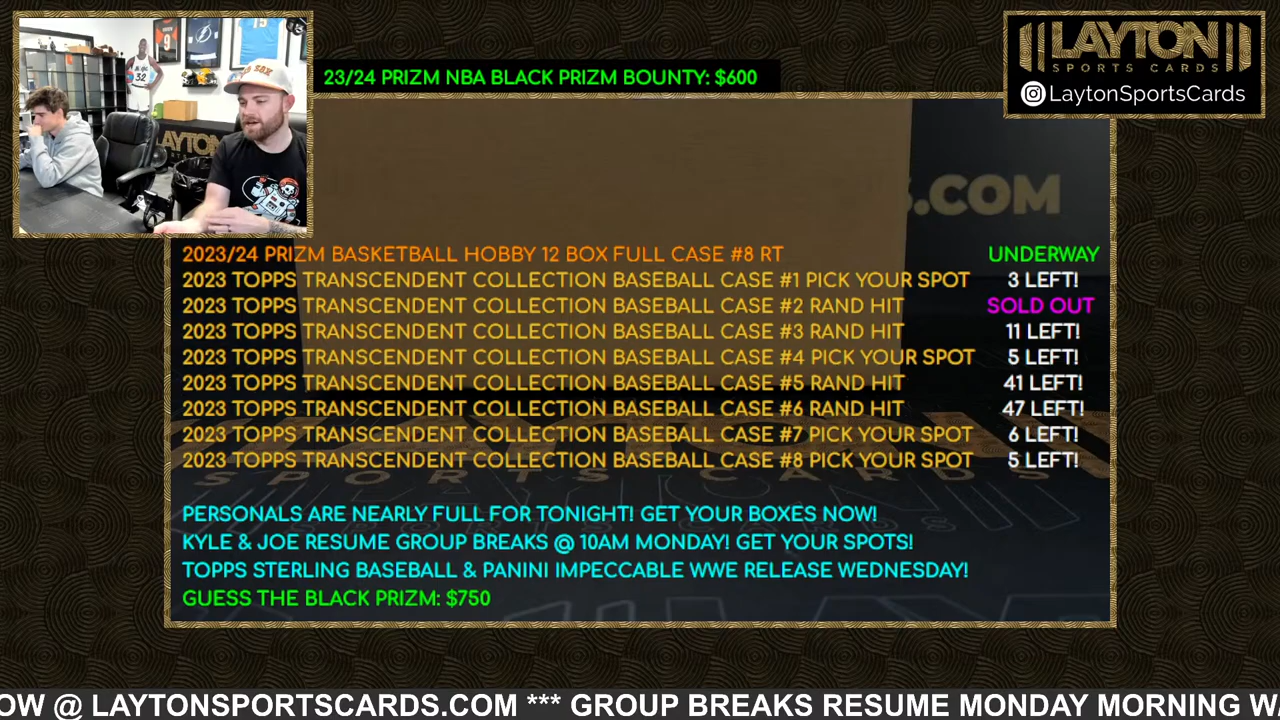 23/24 PRIZM NBA BLACK PRIZM BOUNTY: $600
LAYTON
SPORTS CARDS
LaytonSportsCards
9
32
LAYTON
S.COM
2023/24 PRIZM BASKETBALL HOBBY 12 BOX FULL CASE #8 RT UNDERWAY
2023 TOPPS TRANSCENDENT COLLECTION BASEBALL CASE #1 PICK YOUR SPOT 3 LEFT!
2023 TOPPS TRANSCENDENT COLLECTION BASEBALL CASE #2 RAND HIT SOLD OUT
2023 TOPPS TRANSCENDENT COLLECTION BASEBALL CASE #3 RAND HIT 11 LEFT!
2023 TOPPS TRANSCENDENT COLLECTION BASEBALL CASE #4 PICK YOUR SPOT 5 LEFT!
2023 TOPPS TRANSCENDENT COLLECTION BASEBALL CASE #5 RAND HIT 41 LEFT!
2023 TOPPS TRANSCENDENT COLLECTION BASEBALL CASE #6 RAND HIT 47 LEFT!
2023 TOPPS TRANSCENDENT COLLECTION BASEBALL CASE #7 PICK YOUR SPOT 6 LEFT!
2023 TOPPS TRANSCENDENT COLLECTION BASEBALL CASE #8 PICK YOUR SPOT 5 LEFT!
SPORTS CARDS
PERSONALS ARE NEARLY FULL FOR TONIGHT! GET YOUR BOXES NOW!
KYLE & JOE RESUME GROUP BREAKS @ 10AM MONDAY! GET YOUR SPOTS!
TOPPS STERLING BASEBALL & PANINI IMPECCABLE WWE RELEASE WEDNESDAY!
GUESS THE BLACK PRIZM: $750
OW @ LAYTONSPORTSCARDS.COM *** GROUP BREAKS RESUME MONDAY MORNING W